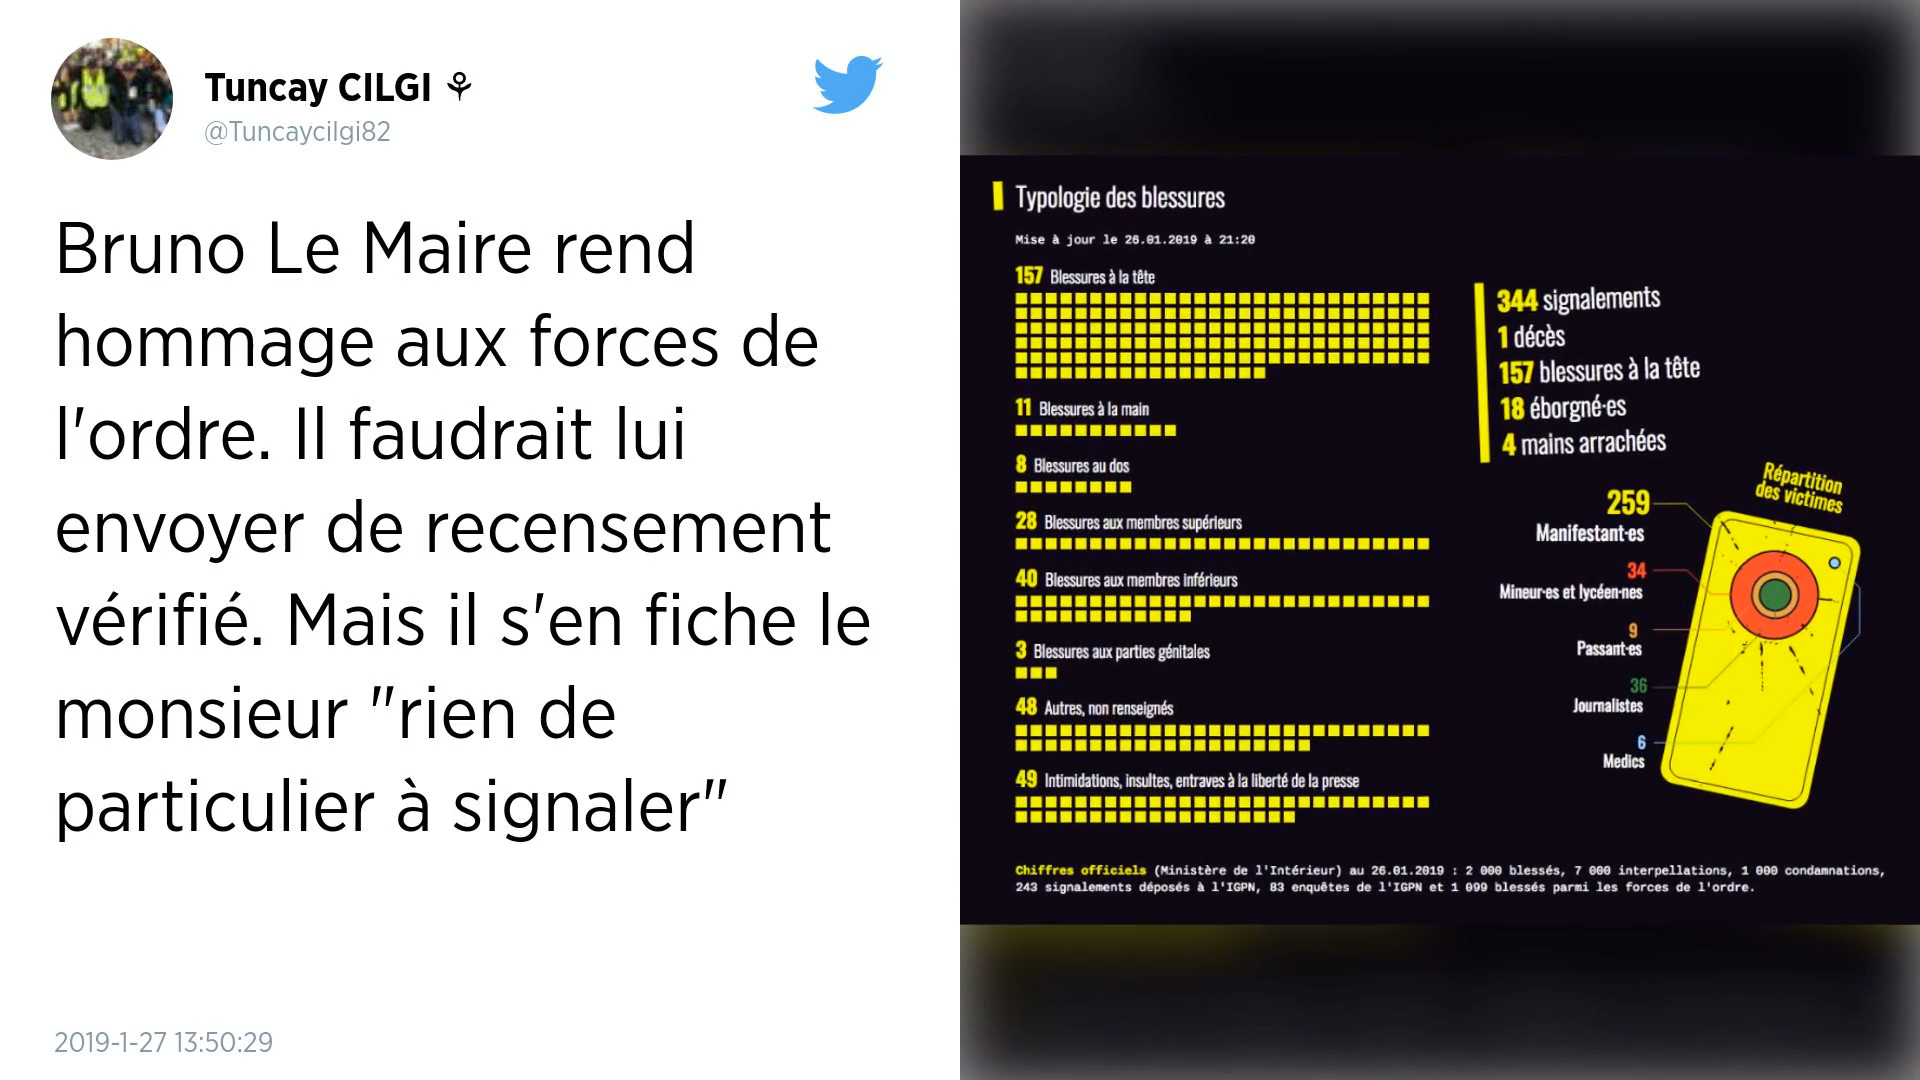 Tuncay CILGI ⚘
@Tuncaycilgi82
Bruno Le Maire rend
hommage aux forces de
l'ordre. Il faudrait lui
envoyer de recensement
vérifié. Mais il s'en fiche le
monsieur "rien de
particulier à signaler"
2019-1-27 13:50:29
Typologie des blessures
Mise à jour le 26.01.2019 à 21:20
157 Blessures à la tête
11 Blessures à la main
8 Blessures au dos
28 Blessures aux membres supérieurs
40 Blessures aux membres inférieurs
3 Blessures aux parties génitales
48 Autres, non renseignés
49 Intimidations, insultes, entraves à la liberté de la presse
344 signalements
1 décès
157 blessures à la tête
18 éborgné·es
4 mains arrachées
Répartition
des victimes
259
Manifestant·es
34
Mineur·es et lycéen·nes
9
Passant·es
36
Journalistes
6
Medics
Chiffres officiels (Ministère de l'Intérieur) au 26.01.2019 : 2 000 blessés, 7 000 interpellations, 1 000 condamnations,
243 signalements déposés à l'IGPN, 83 enquêtes de l'IGPN et 1 099 blessés parmi les forces de l'ordre.